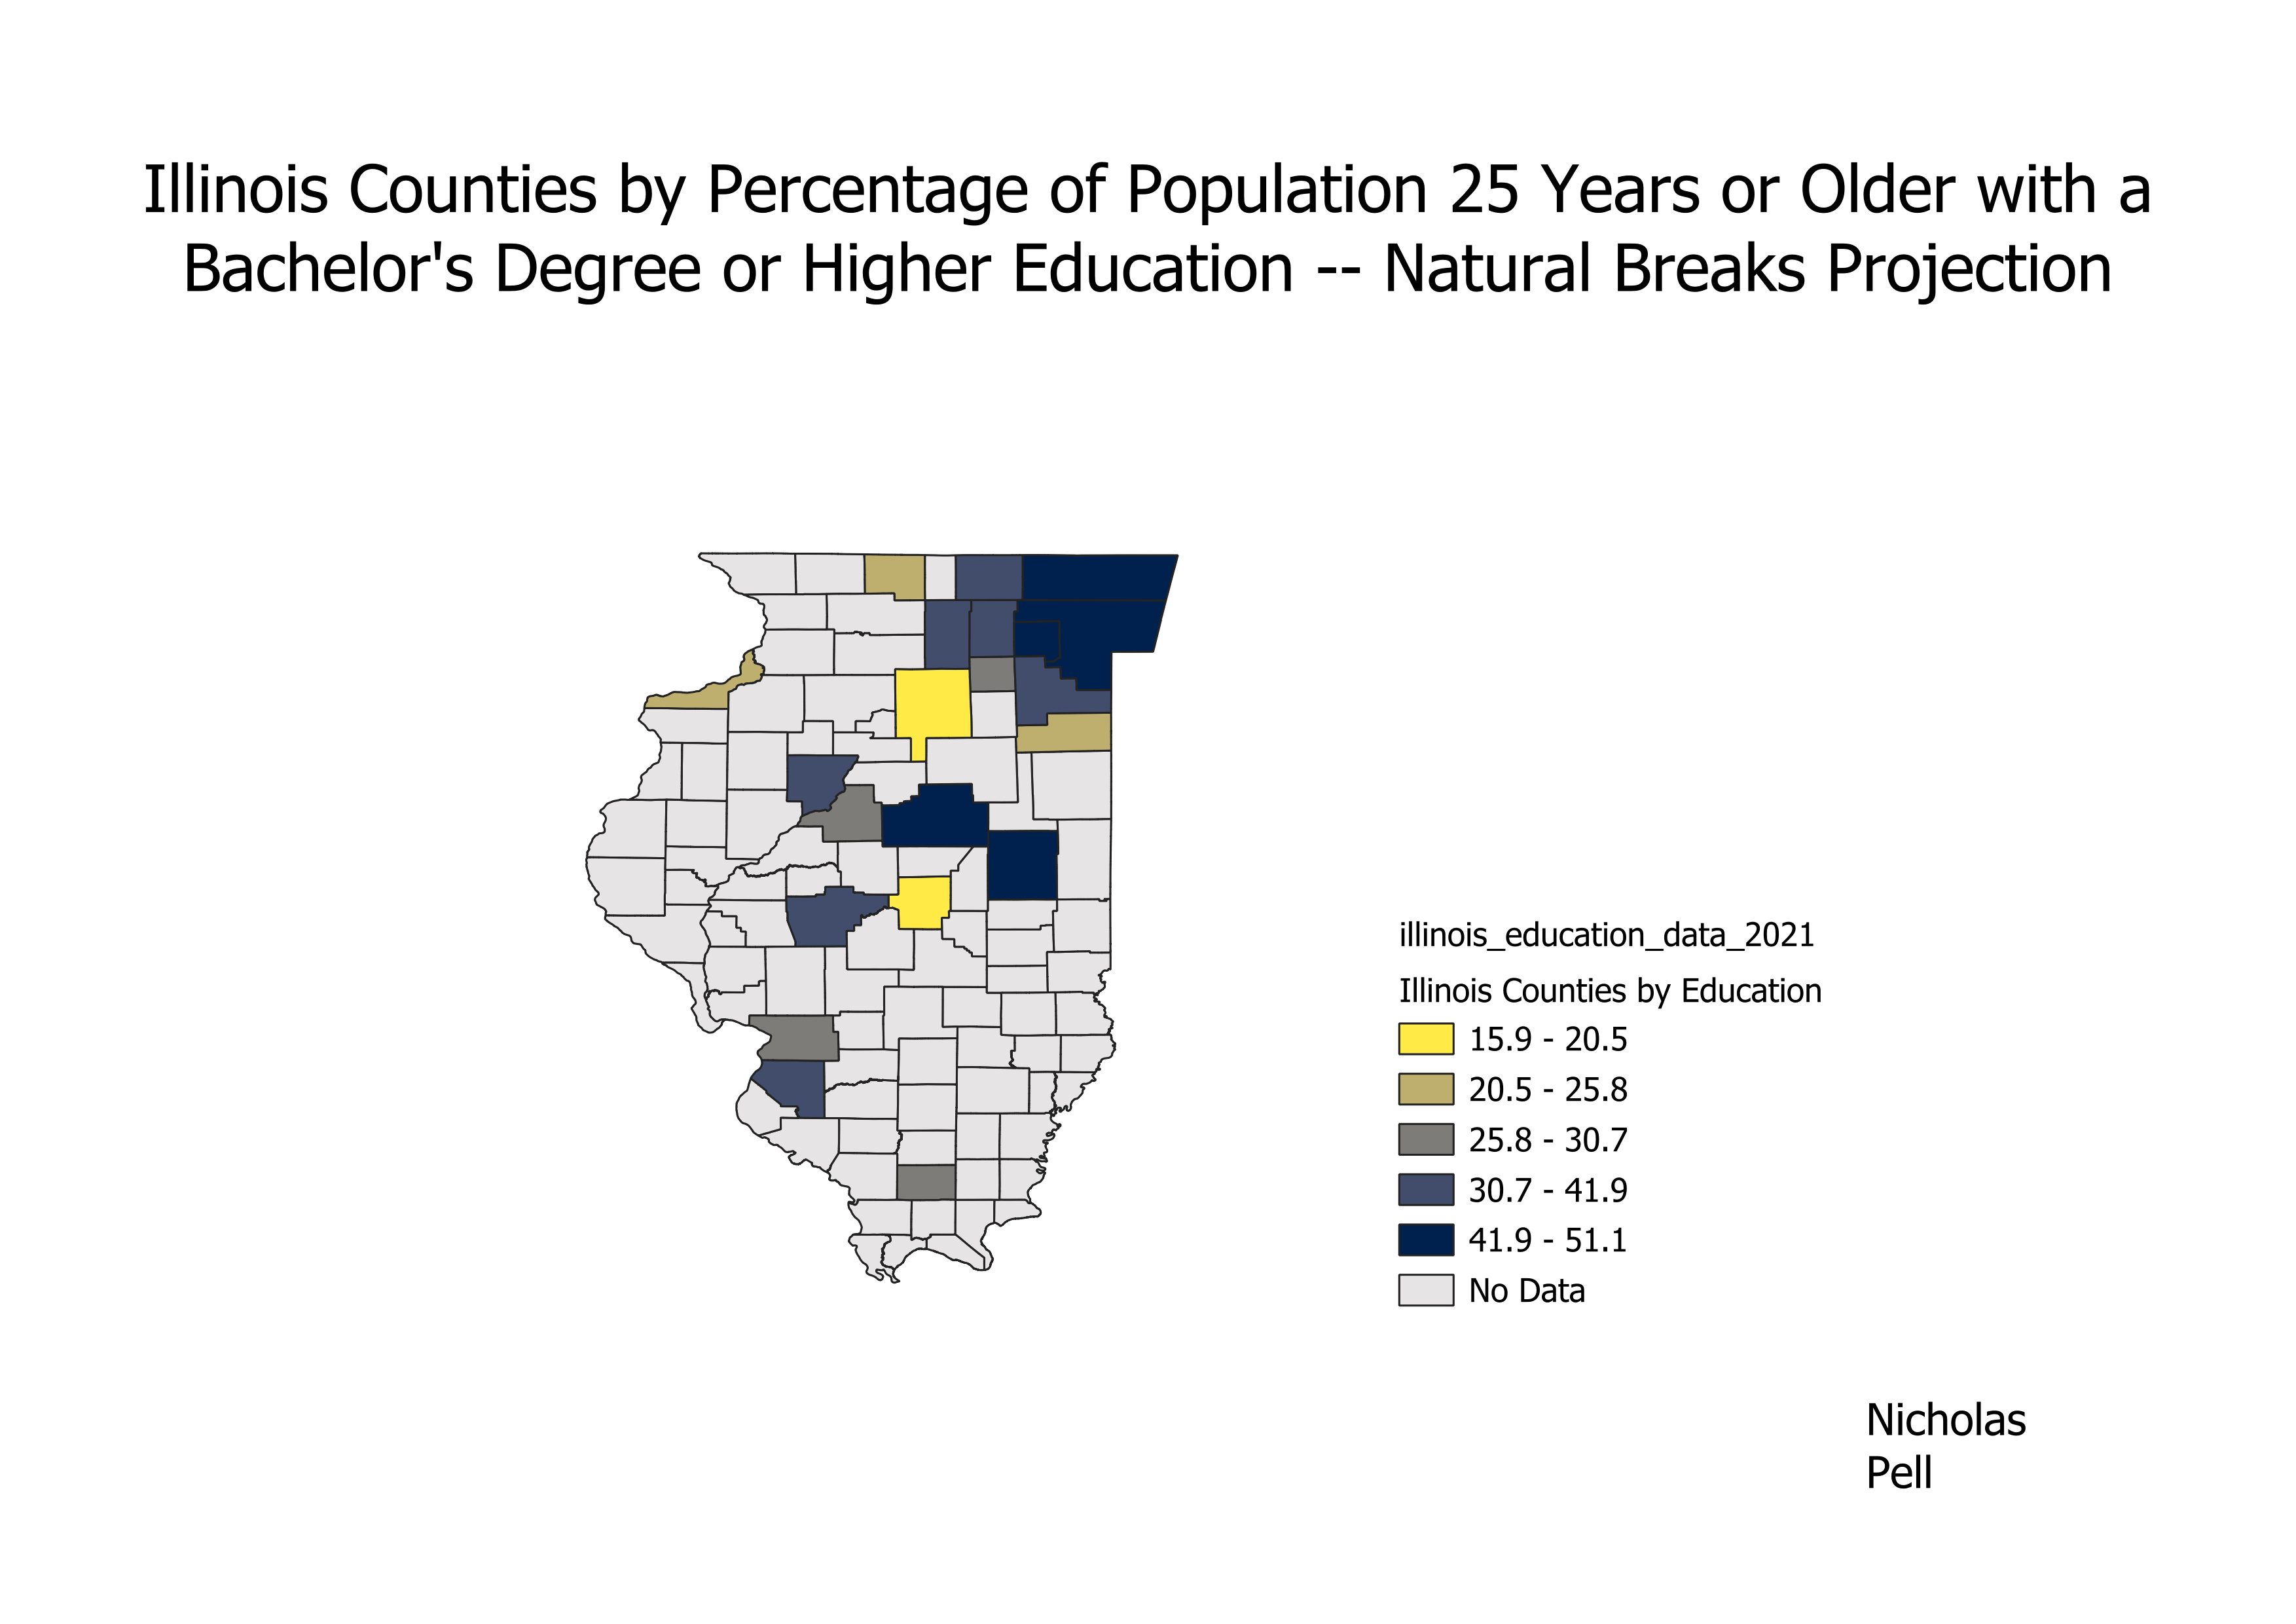 Illinois Counties by Percentage of Population 25 Years or Older with a
Bachelor's Degree or Higher Education -- Natural Breaks Projection
illinois_education_data_2021
Illinois Counties by Education
15.9 - 20.5
20.5 - 25.8
25.8 - 30.7
30.7 - 41.9
41.9 - 51.1
No Data
Nicholas
Pell